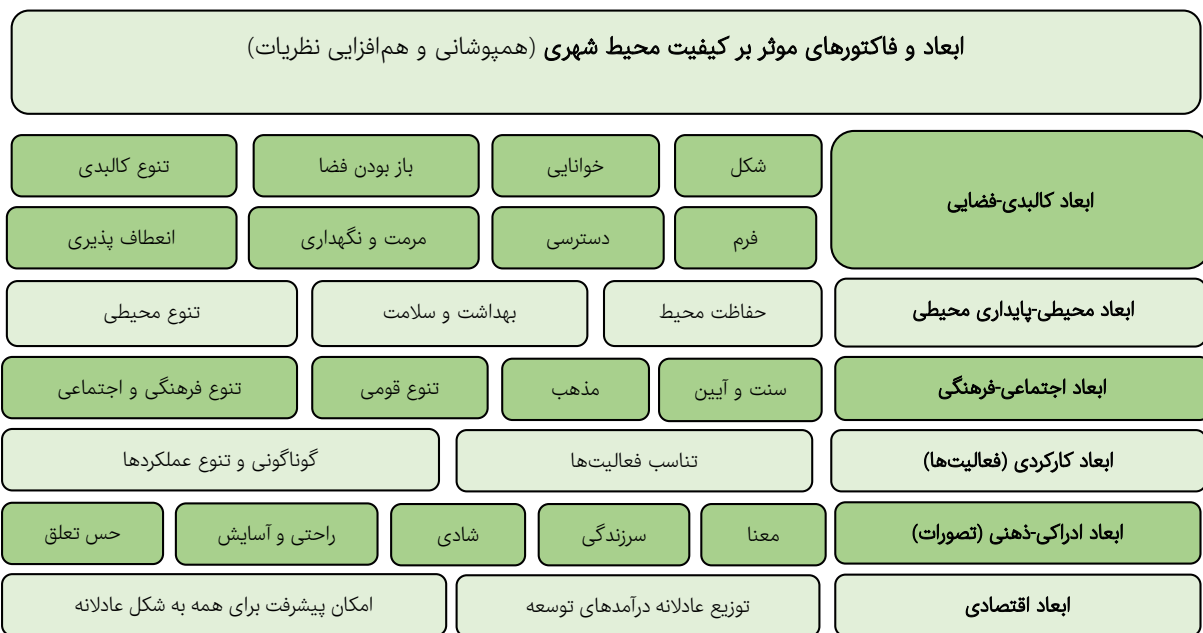 ابعاد و فاکتورهای موثر بر کیفیت محیط شهری (همپوشانی و هم‌افزایی نظریات)
ابعاد کالبدی-فضایی
شکل
خوانایی
باز بودن فضا
تنوع کالبدی
فرم
دسترسی
مرمت و نگهداری
انعطاف پذیری
ابعاد محیطی-پایداری محیطی
حفاظت محیط
بهداشت و سلامت
تنوع محیطی
ابعاد اجتماعی-فرهنگی
سنت و آیین
مذهب
تنوع قومی
تنوع فرهنگی و اجتماعی
ابعاد کارکردی (فعالیت‌ها)
تناسب فعالیت‌ها
گوناگونی و تنوع عملکردها
ابعاد ادراکی-ذهنی (تصورات)
معنا
سرزندگی
شادی
راحتی و آسایش
حس تعلق
ابعاد اقتصادی
توزیع عادلانه درآمدهای توسعه
امکان پیشرفت برای همه به شکل عادلانه